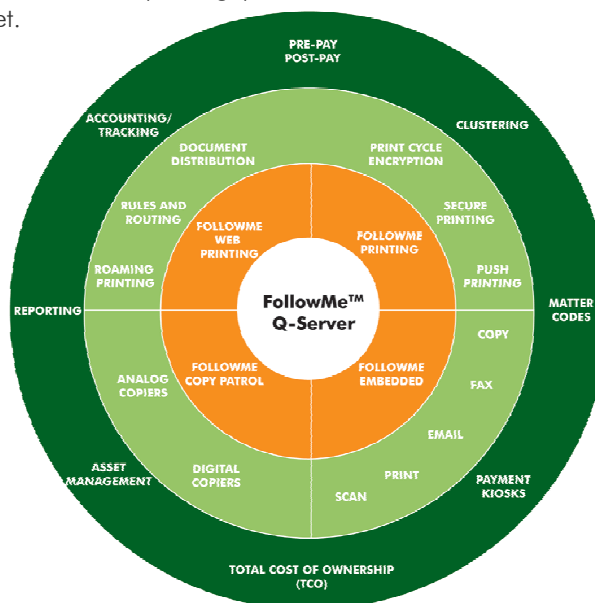 et.
PRE-PAY
POST-PAY
ACCOUNTING/
TRACKING
CLUSTERING
DOCUMENT
DISTRIBUTION
PRINT CYCLE
ENCRYPTION
RULES AND
ROUTING
SECURE
PRINTING
FOLLOWME
WEB
PRINTING
FOLLOWME
PRINTING
ROAMING
PRINTING
PUSH
PRINTING
FollowMe™
Q-Server
REPORTING
MATTER
CODES
COPY
FOLLOWME
COPY PATROL
FOLLOWME
EMBEDDED
ANALOG
COPIERS
FAX
EMAIL
ASSET
MANAGEMENT
DIGITAL
COPIERS
PRINT
SCAN
PAYMENT
KIOSKS
TOTAL COST OF OWNERSHIP
(TCO)